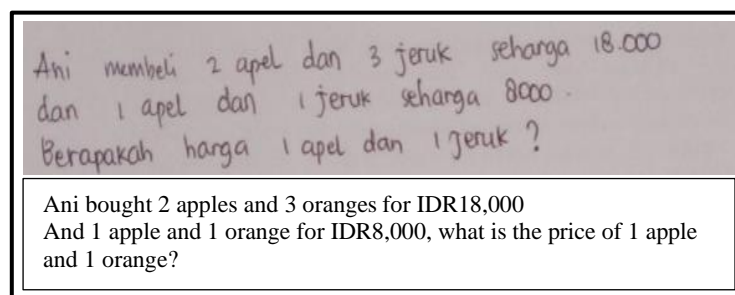 Ani membeli 2 apel dan 3 jeruk seharga 18.000
dan 1 apel dan 1 jeruk seharga 8000.
Berapakah harga 1 apel dan 1 jeruk ?
Ani bought 2 apples and 3 oranges for IDR18,000
And 1 apple and 1 orange for IDR8,000, what is the price of 1 apple
and 1 orange?